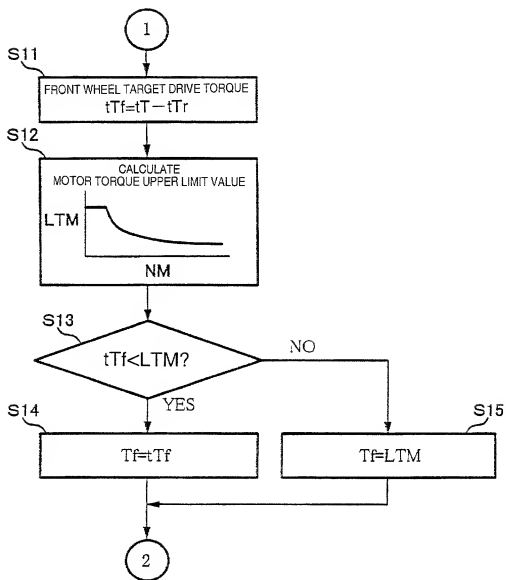 1
S11
FRONT WHEEL TARGET DRIVE TORQUE
tTf=tT−tTr
S12
CALCULATE
MOTOR TORQUE UPPER LIMIT VALUE
LTM
NM
S13
tTf<LTM?
NO
YES
S14
Tf=tTf
S15
Tf=LTM
2